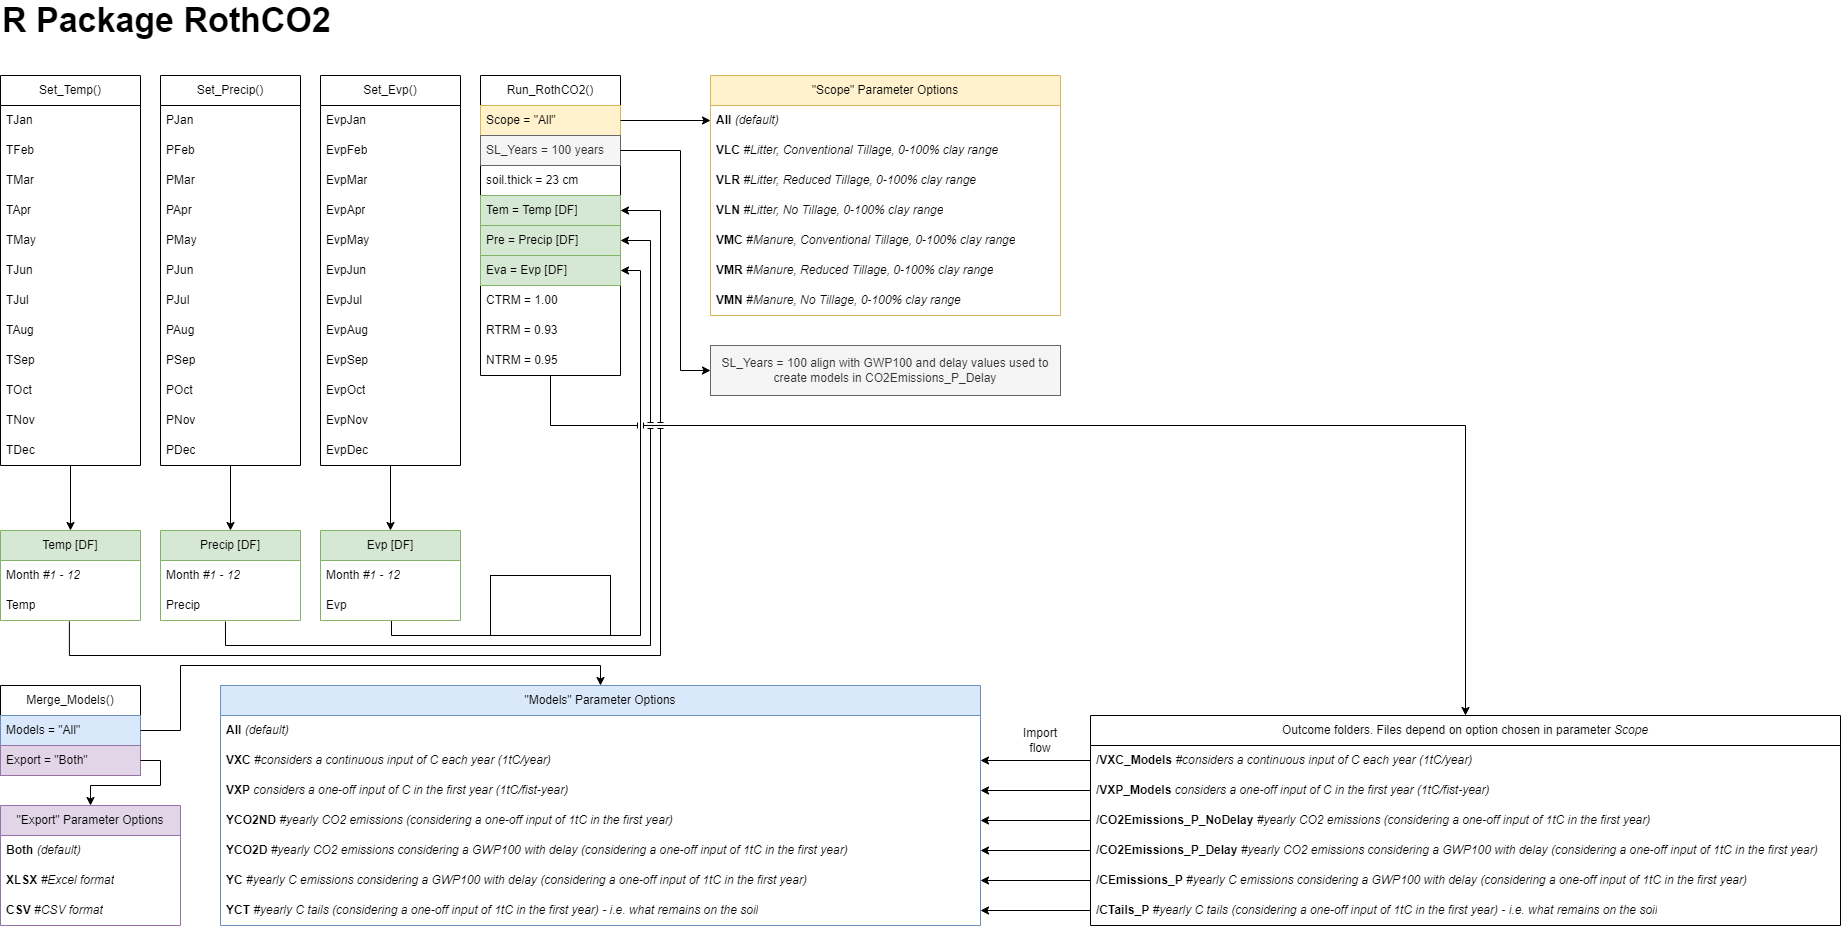 R Package RothCO2
Set_Temp()
TJan
TFeb
TMar
TApr
TMay
TJun
TJul
TAug
TSep
TOct
TNov
TDec
Set_Precip()
PJan
PFeb
PMar
PApr
PMay
PJun
PJul
PAug
PSep
POct
PNov
PDec
Set_Evp()
EvpJan
EvpFeb
EvpMar
EvpApr
EvpMay
EvpJun
EvpJul
EvpAug
EvpSep
EvpOct
EvpNov
EvpDec
Run_RothCO2()
Scope = "All"
SL_Years = 100 years
soil.thick = 23 cm
Tem = Temp [DF]
Pre = Precip [DF]
Eva = Evp [DF]
CTRM = 1.00
RTRM = 0.93
NTRM = 0.95
"Scope" Parameter Options
All (default)
VLC #Litter, Conventional Tillage, 0-100% clay range
VLR #Litter, Reduced Tillage, 0-100% clay range
VLN #Litter, No Tillage, 0-100% clay range
VMC #Manure, Conventional Tillage, 0-100% clay range
VMR #Manure, Reduced Tillage, 0-100% clay range
VMN #Manure, No Tillage, 0-100% clay range
SL_Years = 100 align with GWP100 and delay values used to
create models in CO2Emissions_P_Delay
Temp [DF]
Month #1 - 12
Temp
Precip [DF]
Month #1 - 12
Precip
Evp [DF]
Month #1 - 12
Evp
Merge_Models()
Models = "All"
Export = "Both"
"Export" Parameter Options
Both (default)
XLSX #Excel format
CSV #CSV format
"Models" Parameter Options
All (default)
VXC #considers a continuous input of C each year (1tC/year)
VXP considers a one-off input of C in the first year (1tC/fist-year)
YCO2ND #yearly CO2 emissions (considering a one-off input of 1tC in the first year)
YCO2D #yearly CO2 emissions considering a GWP100 with delay (considering a one-off input of 1tC in the first year)
YC #yearly C emissions considering a GWP100 with delay (considering a one-off input of 1tC in the first year)
YCT #yearly C tails (considering a one-off input of 1tC in the first year) - i.e. what remains on the soil
Import
flow
Outcome folders. Files depend on option chosen in parameter Scope
/VXC_Models #considers a continuous input of C each year (1tC/year)
/VXP_Models considers a one-off input of C in the first year (1tC/fist-year)
/CO2Emissions_P_NoDelay #yearly CO2 emissions (considering a one-off input of 1tC in the first year)
/CO2Emissions_P_Delay #yearly CO2 emissions considering a GWP100 with delay (considering a one-off input of 1tC in the first year)
/CEmissions_P #yearly C emissions considering a GWP100 with delay (considering a one-off input of 1tC in the first year)
/CTails_P #yearly C tails (considering a one-off input of 1tC in the first year) - i.e. what remains on the soil